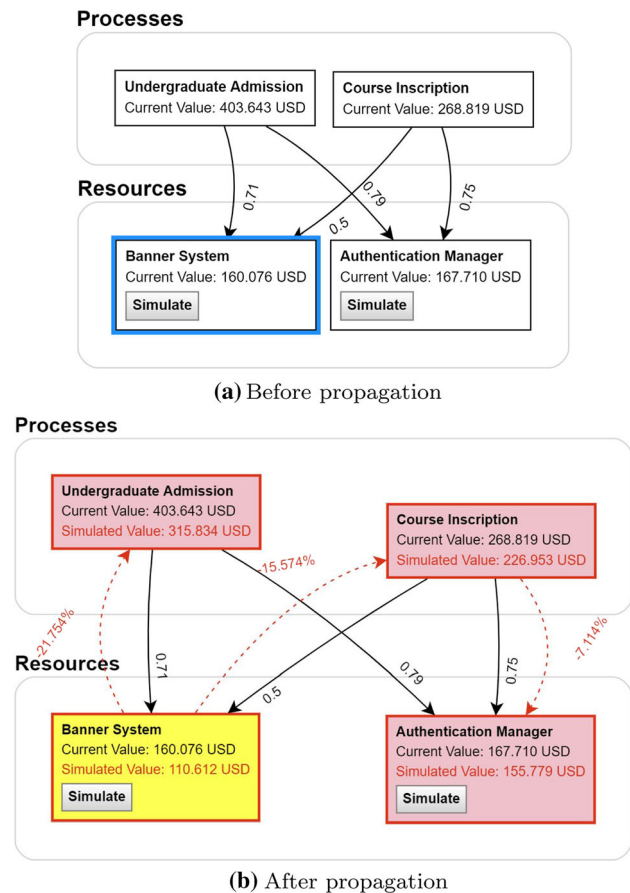 Processes
Undergraduate Admission
Current Value: 403.643 USD
Course Inscription
Current Value: 268.819 USD
0.71
0.79
0.75
0.5
Resources
Banner System
Current Value: 160.076 USD
Simulate
Authentication Manager
Current Value: 167.710 USD
Simulate
(a) Before propagation
Processes
Undergraduate Admission
Current Value: 403.643 USD
Simulated Value: 315.834 USD
Course Inscription
Current Value: 268.819 USD
Simulated Value: 226.953 USD
-15.574%
-21.754%
-7.114%
0.71
0.79
0.75
0.5
Resources
Banner System
Current Value: 160.076 USD
Simulated Value: 110.612 USD
Simulate
Authentication Manager
Current Value: 167.710 USD
Simulated Value: 155.779 USD
Simulate
(b) After propagation